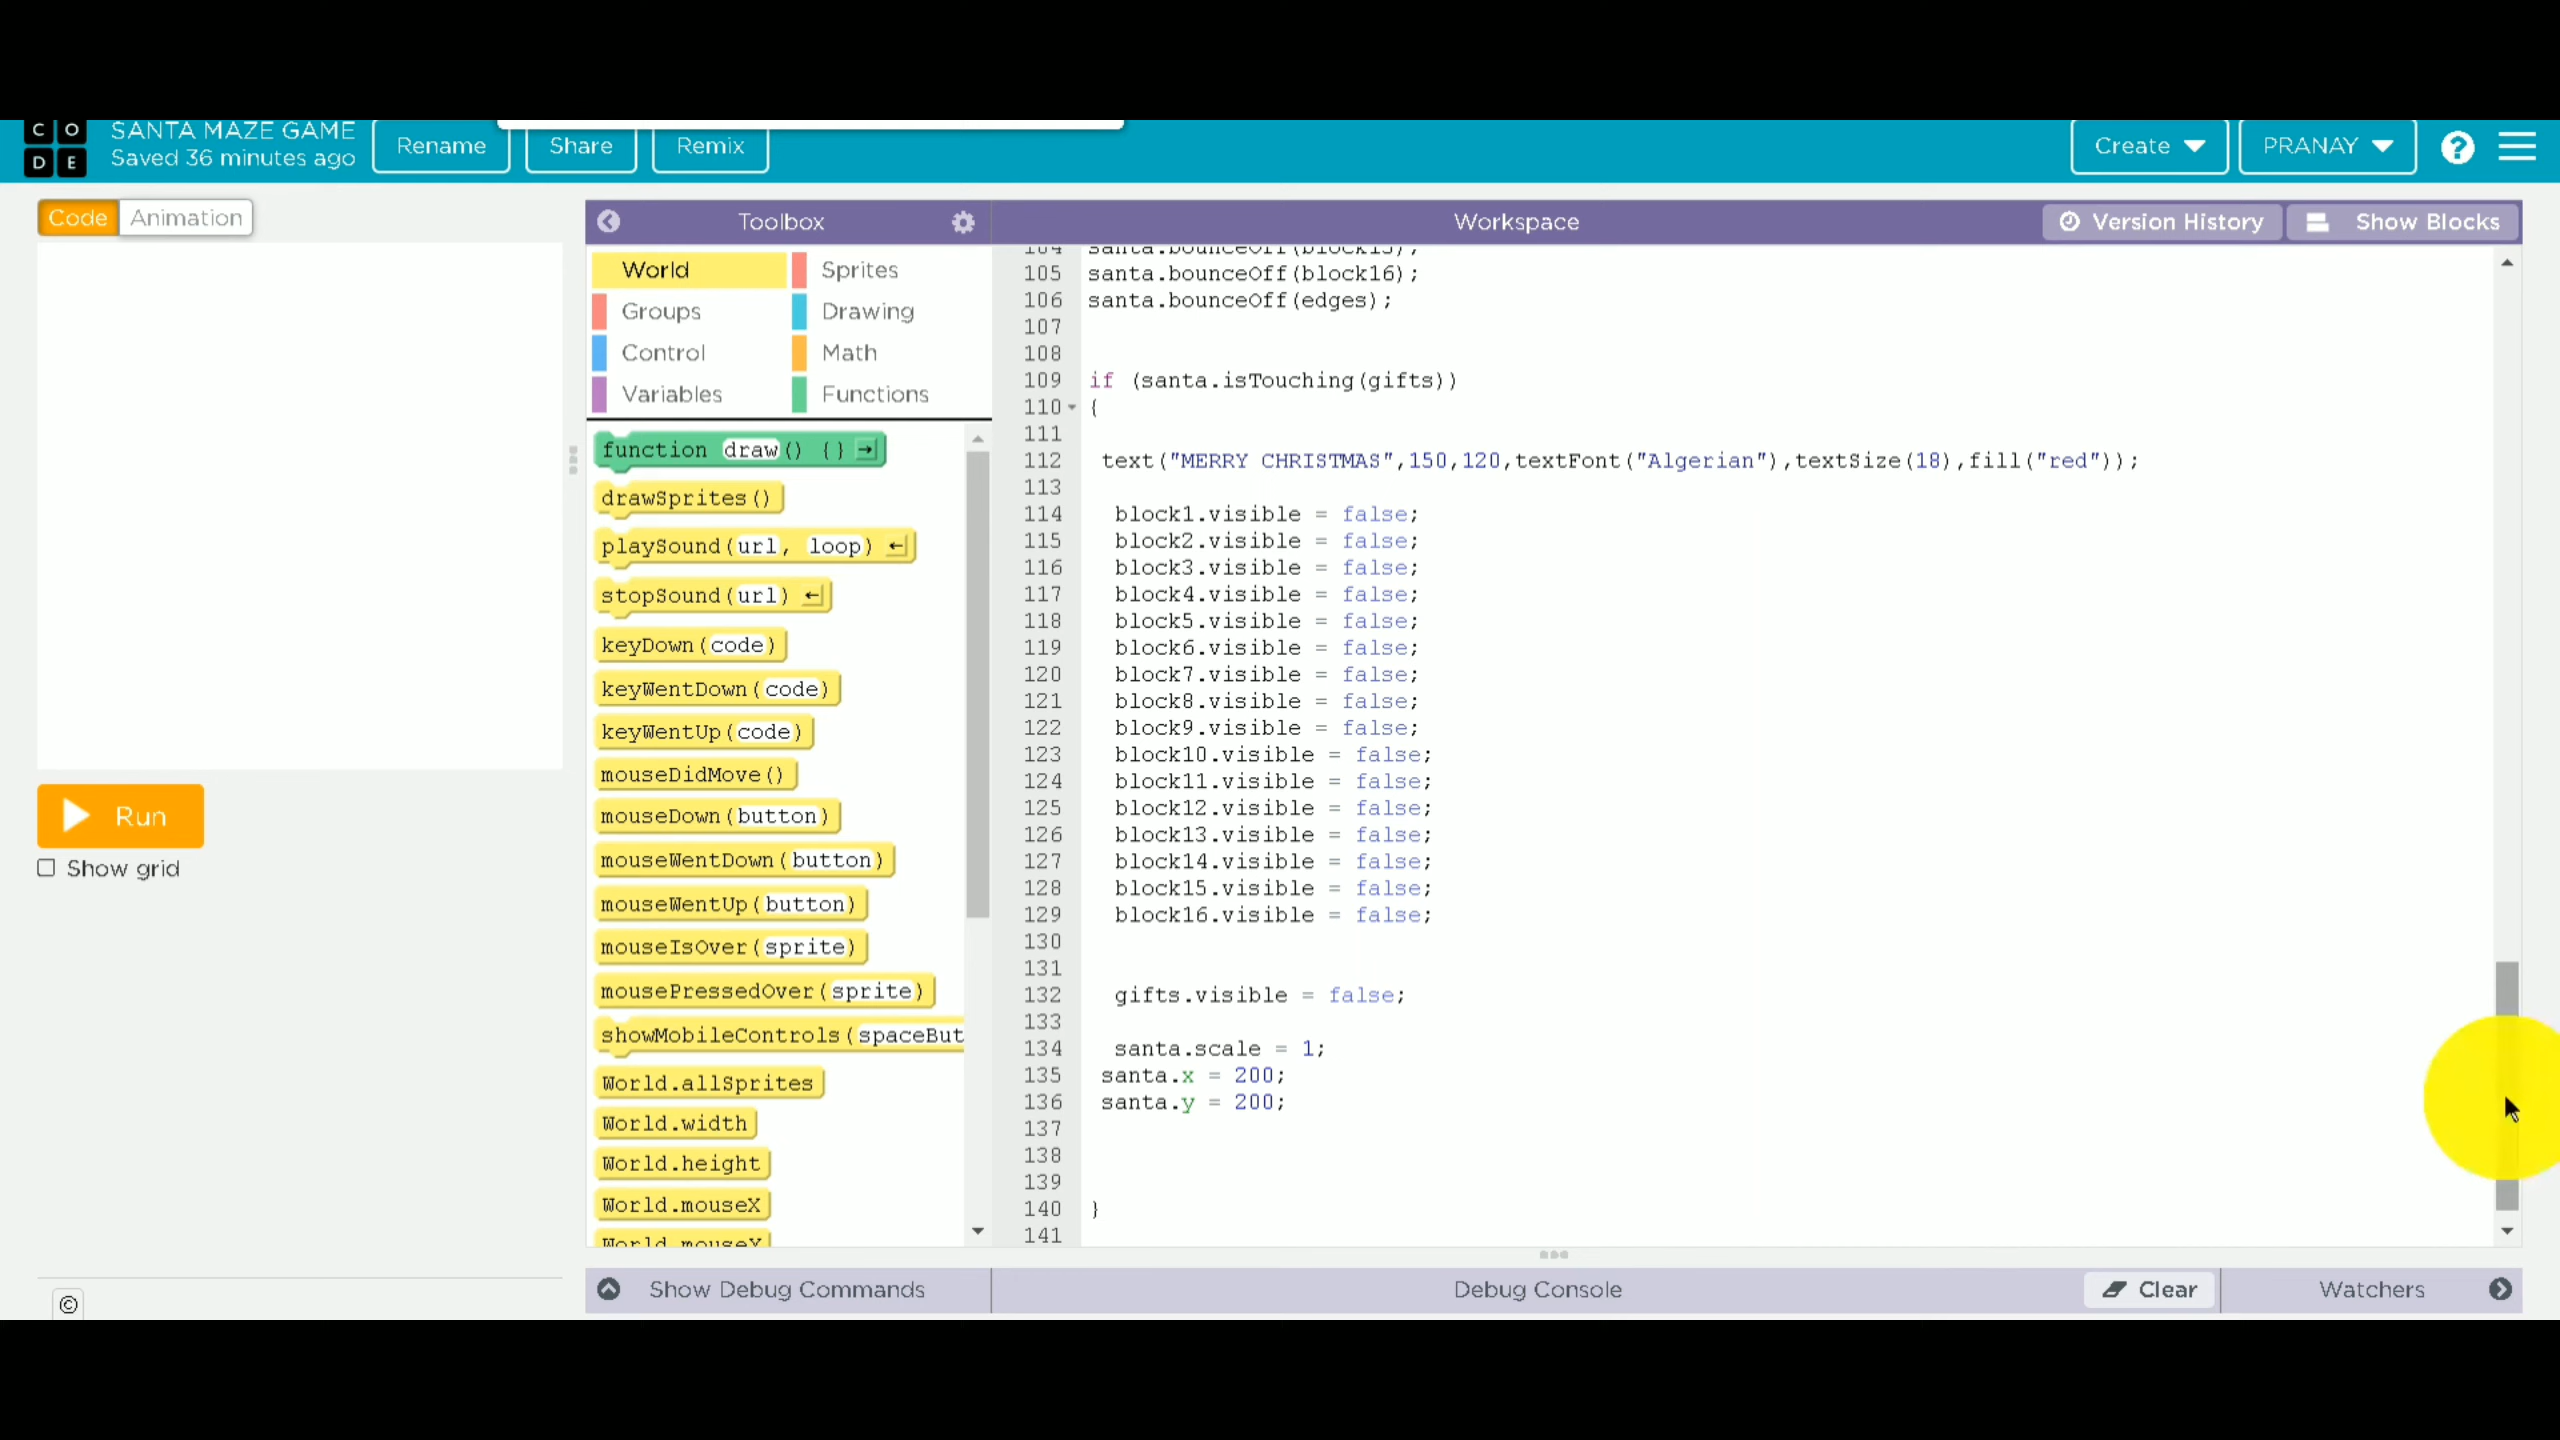 C O
D E
SANTA MAZE GAME
Saved 36 minutes ago
Rename
Share
Remix
Create
PRANAY
?
Code
Animation
Toolbox
Workspace
Version History
Show Blocks
World
Sprites
Groups
Drawing
Control
Math
Variables
Functions
function draw() {}
drawSprites()
playSound(url, loop)
stopSound(url)
keyDown(code)
keyWentDown(code)
keyWentUp(code)
mouseDidMove()
mouseDown(button)
mouseWentDown(button)
mouseWentUp(button)
mouseIsOver(sprite)
mousePressedOver(sprite)
showMobileControls(spaceBut
World.allSprites
World.width
World.height
World.mouseX
World.mouseY
104 santa.bounceOff(block15);
105 santa.bounceOff(block16);
106 santa.bounceOff(edges);
107
108
109 if (santa.isTouching(gifts))
110 {
111
112 text("MERRY CHRISTMAS",150,120,textFont("Algerian"),textSize(18),fill("red"));
113
114 block1.visible = false;
115 block2.visible = false;
116 block3.visible = false;
117 block4.visible = false;
118 block5.visible = false;
119 block6.visible = false;
120 block7.visible = false;
121 block8.visible = false;
122 block9.visible = false;
123 block10.visible = false;
124 block11.visible = false;
125 block12.visible = false;
126 block13.visible = false;
127 block14.visible = false;
128 block15.visible = false;
129 block16.visible = false;
130
131
132 gifts.visible = false;
133
134 santa.scale = 1;
135 santa.x = 200;
136 santa.y = 200;
137
138
139
140 }
141
Run
Show grid
©
Show Debug Commands
Debug Console
Clear
Watchers